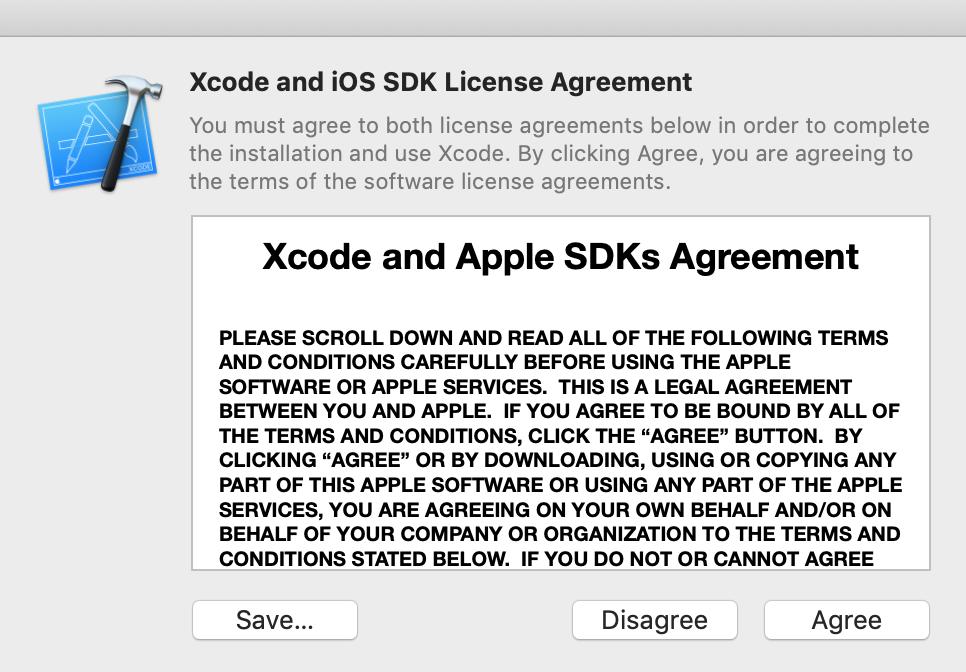 Xcode and iOS SDK License Agreement
You must agree to both license agreements below in order to complete
the installation and use Xcode. By clicking Agree, you are agreeing to
the terms of the software license agreements.
XCODE
Xcode and Apple SDKs Agreement
PLEASE SCROLL DOWN AND READ ALL OF THE FOLLOWING TERMS
AND CONDITIONS CAREFULLY BEFORE USING THE APPLE
SOFTWARE OR APPLE SERVICES.  THIS IS A LEGAL AGREEMENT
BETWEEN YOU AND APPLE.  IF YOU AGREE TO BE BOUND BY ALL OF
THE TERMS AND CONDITIONS, CLICK THE “AGREE” BUTTON.  BY
CLICKING “AGREE” OR BY DOWNLOADING, USING OR COPYING ANY
PART OF THIS APPLE SOFTWARE OR USING ANY PART OF THE APPLE
SERVICES, YOU ARE AGREEING ON YOUR OWN BEHALF AND/OR ON
BEHALF OF YOUR COMPANY OR ORGANIZATION TO THE TERMS AND
CONDITIONS STATED BELOW.  IF YOU DO NOT OR CANNOT AGREE
Save...
Disagree
Agree